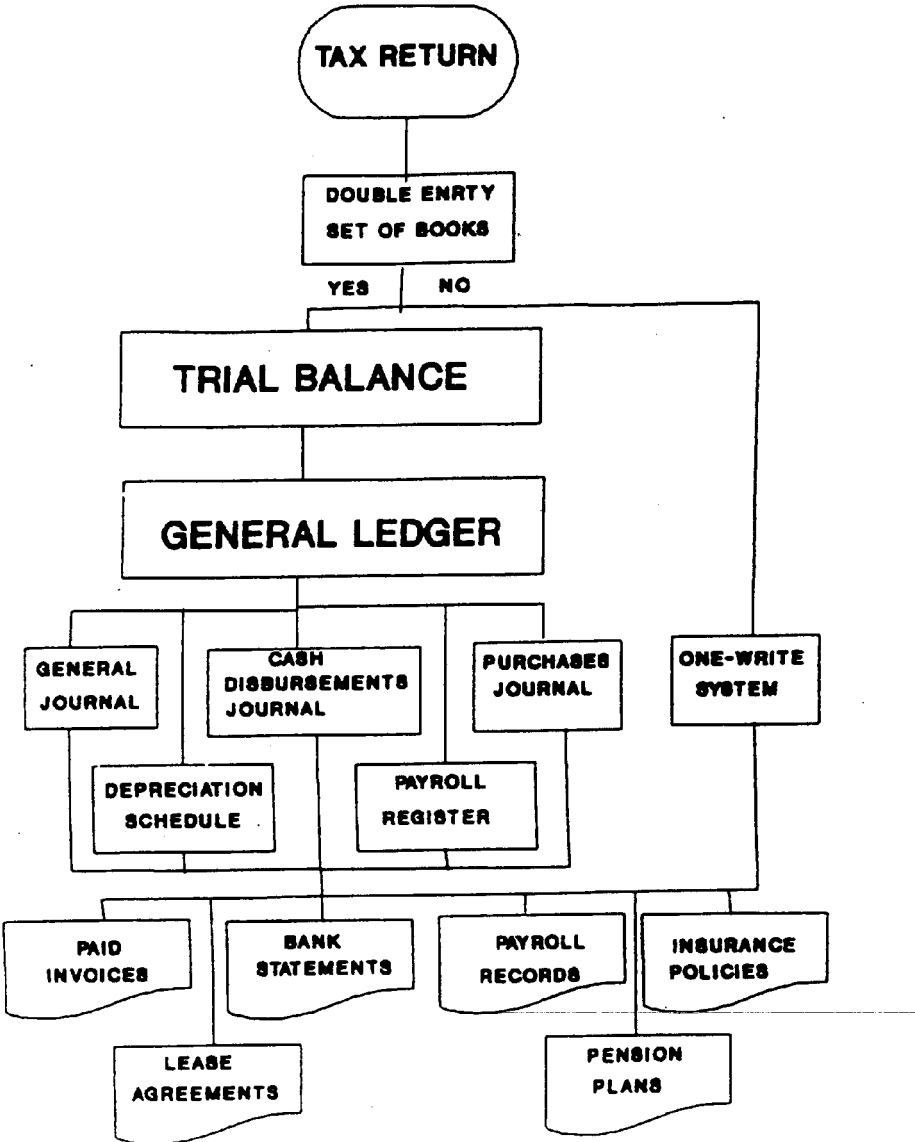 TAX RETURN
DOUBLE ENRTY
SET OF BOOKS
YES NO
TRIAL BALANCE
GENERAL LEDGER
GENERAL
JOURNAL
CASH
DISBURSEMENTS
JOURNAL
PURCHASES
JOURNAL
ONE-WRITE
SYSTEM
DEPRECIATION
SCHEDULE
PAYROLL
REGISTER
PAID
INVOICES
BANK
STATEMENTS
PAYROLL
RECORDS
INSURANCE
POLICIES
LEASE
AGREEMENTS
PENSION
PLANS